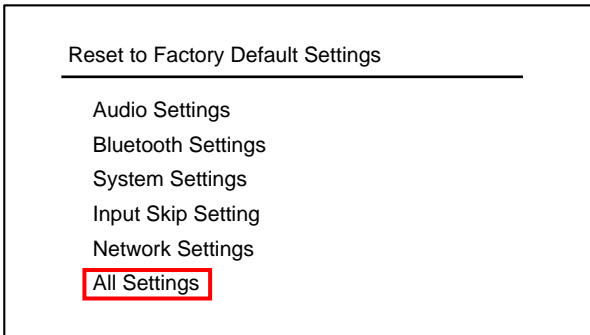 Reset to Factory Default Settings
Audio Settings
Bluetooth Settings
System Settings
Input Skip Setting
Network Settings
All Settings